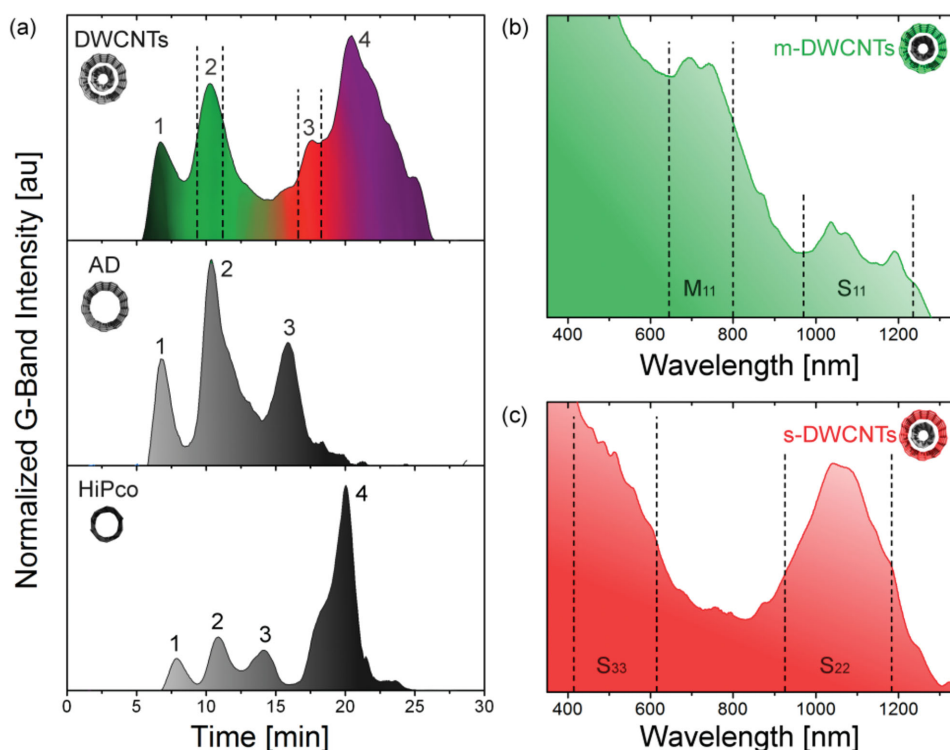 (a)
DWCNTs
1
2
3
4
AD
1
2
3
HiPco
1
2
3
4
Normalized G-Band Intensity [au]
0 5 10 15 20 25 30
Time [min]
(b)
m-DWCNTs
M11
S11
400 600 800 1000 1200
Wavelength [nm]
(c)
s-DWCNTs
S33
S22
400 600 800 1000 1200
Wavelength [nm]